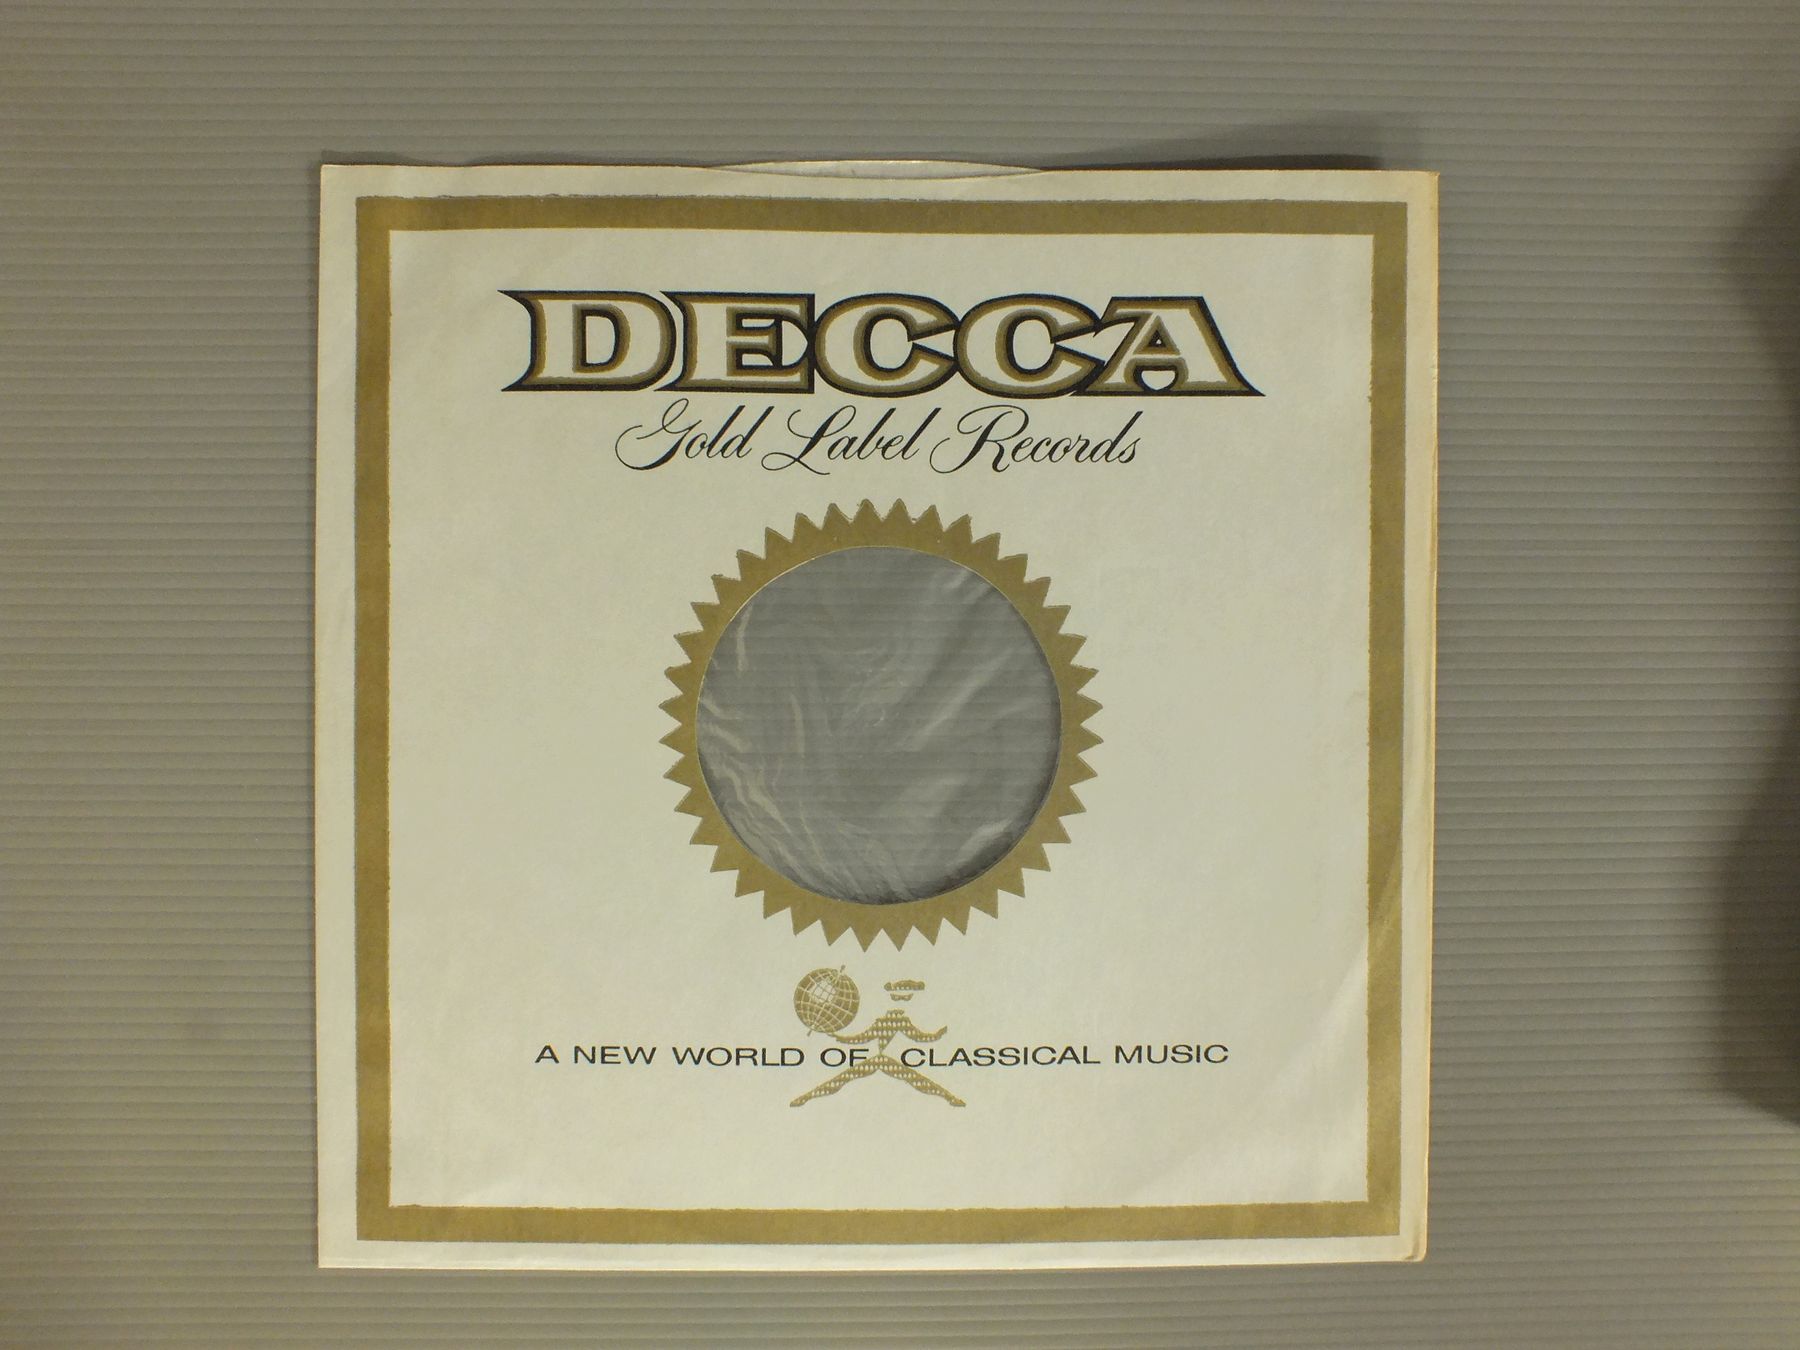 DECCA
Gold Label Records
A NEW WORLD OF CLASSICAL MUSIC